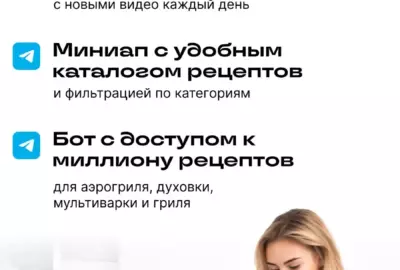 с новыми видео каждый день
Миниап с удобным
каталогом рецептов
и фильтрацией по категориям
Бот с доступом к
миллиону рецептов
для аэрогриля, духовки,
мультиварки и гриля